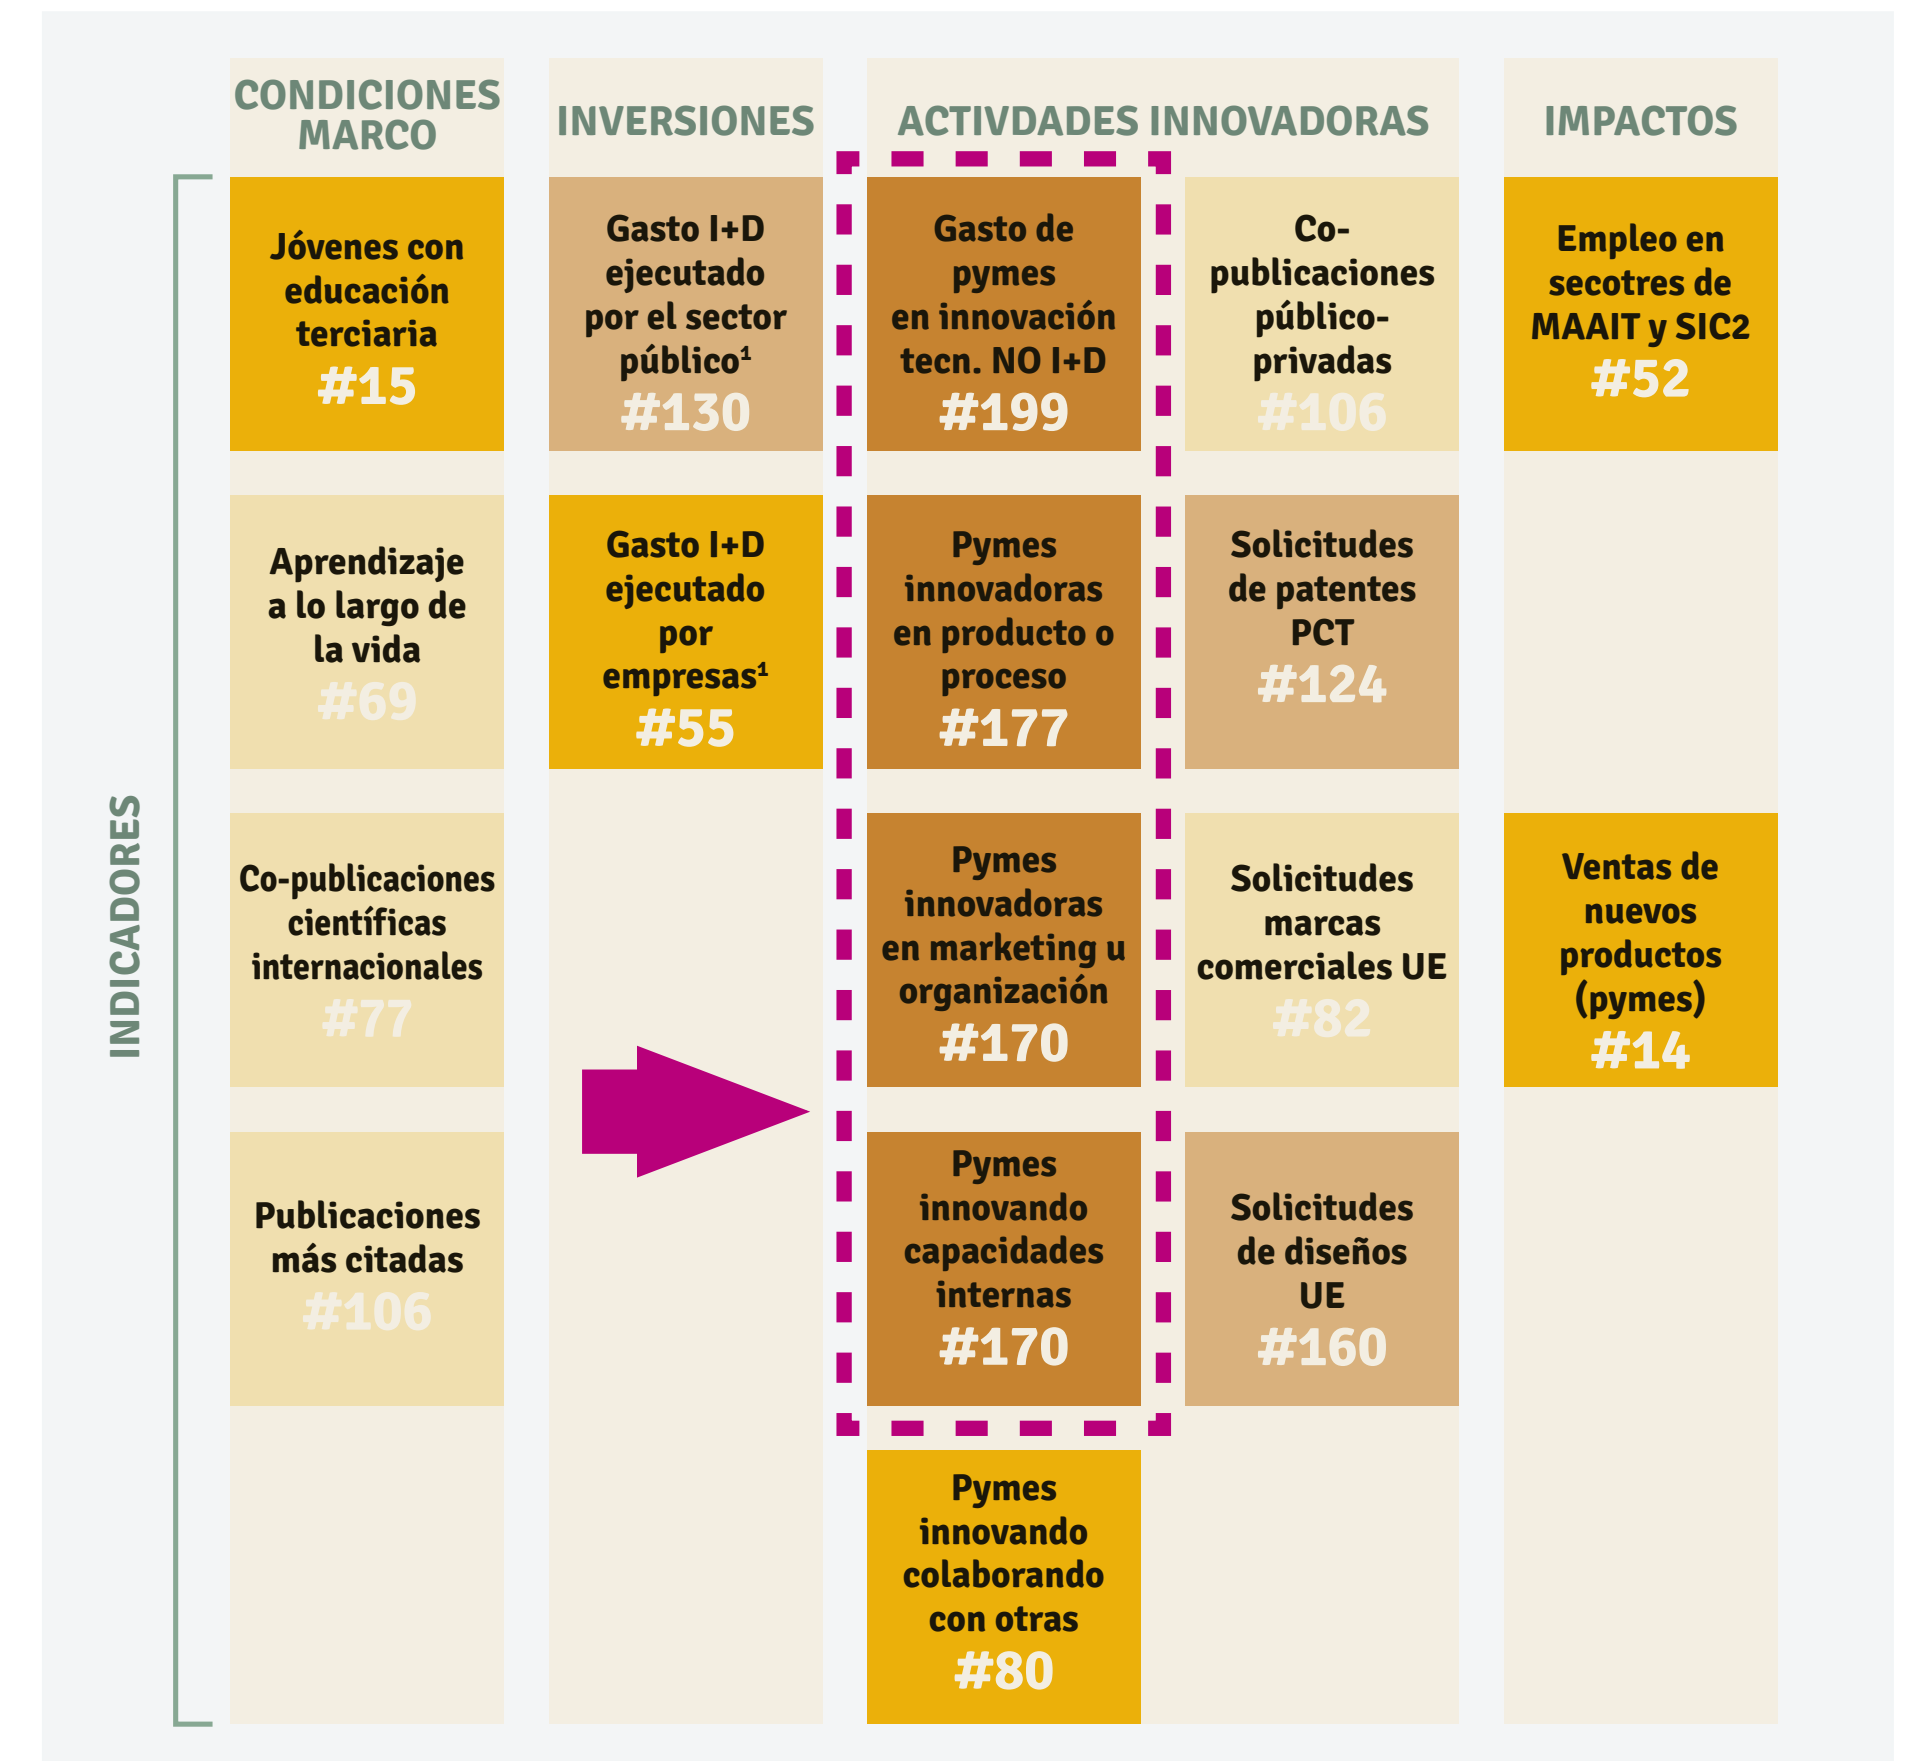 CONDICIONES
MARCO
INVERSIONES
ACTIVDADES INNOVADORAS
IMPACTOS
INDICADORES
Jóvenes con
educación
terciaria
#15
Aprendizaje
a lo largo de
la vida
#69
Co-publicaciones
científicas
internacionales
#77
Publicaciones
más citadas
#106
Gasto I+D
ejecutado
por el sector
público¹
#130
Gasto I+D
ejecutado
por
empresas¹
#55
Gasto de
pymes
en innovación
tecn. NO I+D
#199
Pymes
innovadoras
en producto o
proceso
#177
Pymes
innovadoras
en marketing u
organización
#170
Pymes
innovando
capacidades
internas
#170
Pymes
innovando
colaborando
con otras
#80
Co-
publicaciones
público-
privadas
#106
Solicitudes
de patentes
PCT
#124
Solicitudes
marcas
comerciales UE
#82
Solicitudes
de diseños
UE
#160
Empleo en
secotres de
MAAIT y SIC2
#52
Ventas de
nuevos
productos
(pymes)
#14